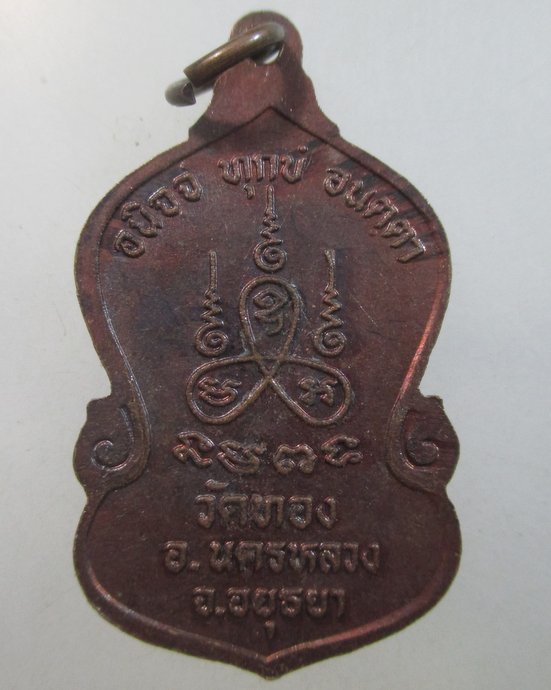 อนิจจํ ทุกขํ อนตฺตา
วัดทอง
อ.นครหลวง
จ.อยุธยา